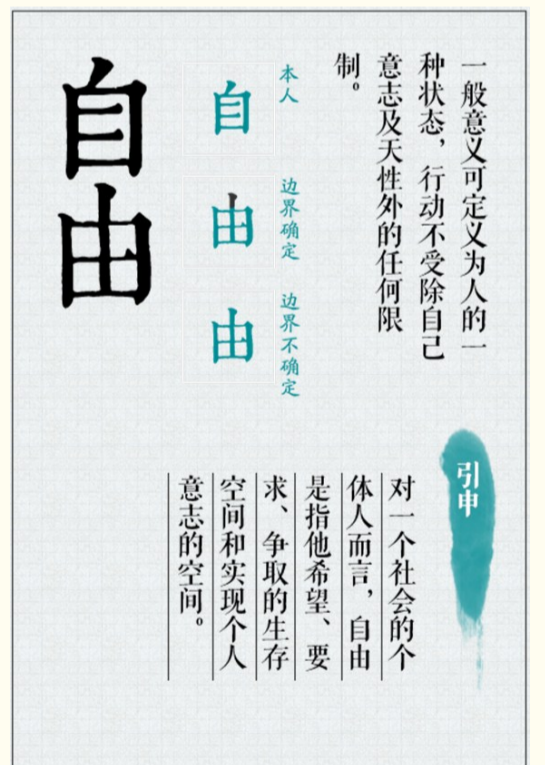 一般意义可定义为人的一
种状态，行动不受除自己
意志及天性外的任何限
制。
本人
边界确定
边界不确定
自
由
由
自由
引申
对一个社会的个
体人而言，自由
是指他希望、要
求、争取的生存
空间和实现个人
意志的空间。